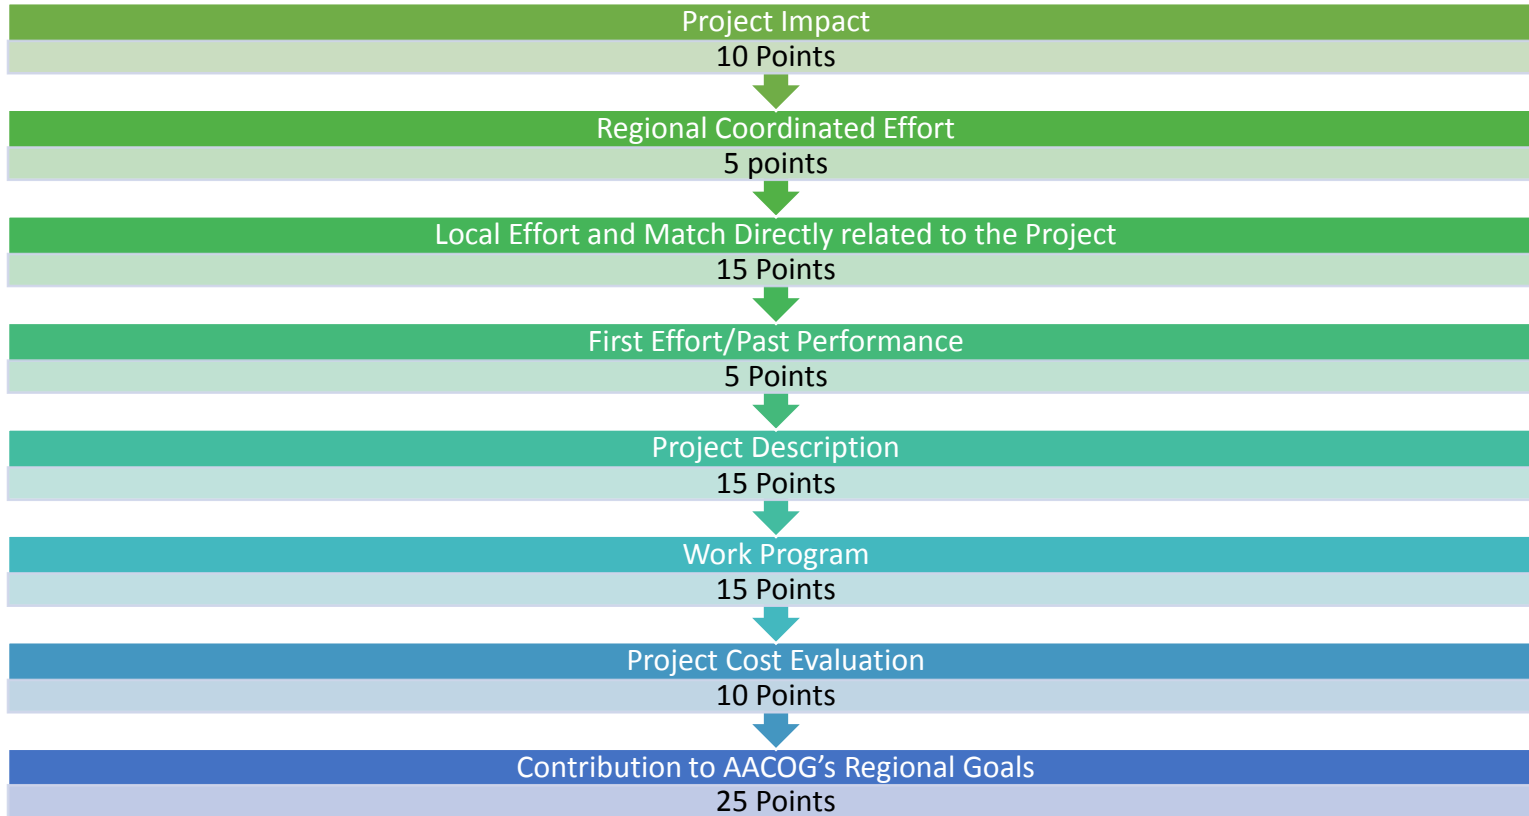 Project Impact
10 Points
Regional Coordinated Effort
5 points
Local Effort and Match Directly related to the Project
15 Points
First Effort/Past Performance
5 Points
Project Description
15 Points
Work Program
15 Points
Project Cost Evaluation
10 Points
Contribution to AACOG’s Regional Goals
25 Points